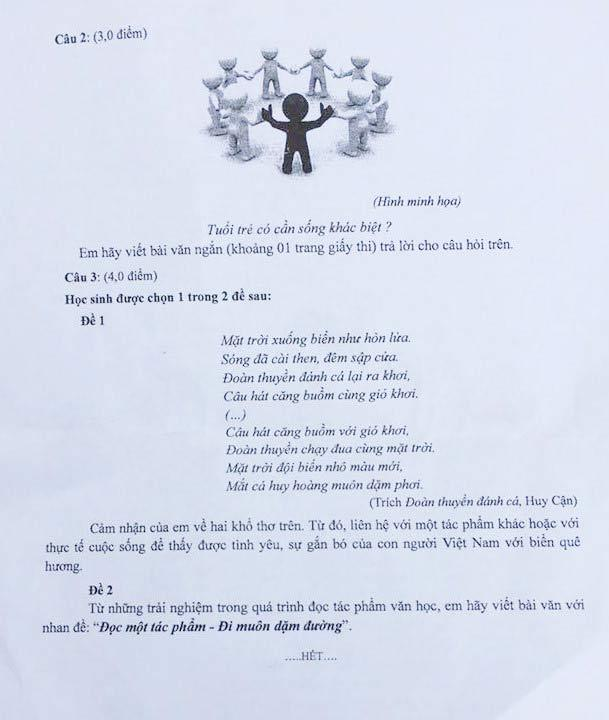 Câu 2: (3,0 điểm)
(Hình minh họa)
Tuổi trẻ có cần sống khác biệt ?
Em hãy viết bài văn ngắn (khoảng 01 trang giấy thi) trả lời cho câu hỏi trên.
Câu 3: (4,0 điểm)
Học sinh được chọn 1 trong 2 đề sau:
Đề 1
Mặt trời xuống biển như hòn lửa.
Sóng đã cài then, đêm sập cửa.
Đoàn thuyền đánh cá lại ra khơi,
Câu hát căng buồm cùng gió khơi.
(...)
Câu hát căng buồm với gió khơi,
Đoàn thuyền chạy đua cùng mặt trời.
Mặt trời đội biển nhô màu mới,
Mắt cá huy hoàng muôn dặm phơi.
(Trích Đoàn thuyền đánh cá, Huy Cận)
Cảm nhận của em về hai khổ thơ trên. Từ đó, liên hệ với một tác phẩm khác hoặc với
thực tế cuộc sống để thấy được tình yêu, sự gắn bó của con người Việt Nam với biển quê
hương.
Đề 2
Từ những trải nghiệm trong quá trình đọc tác phẩm văn học, em hãy viết bài văn với
nhan đề: “Đọc một tác phẩm - Đi muôn dặm đường”.
.....HẾT....